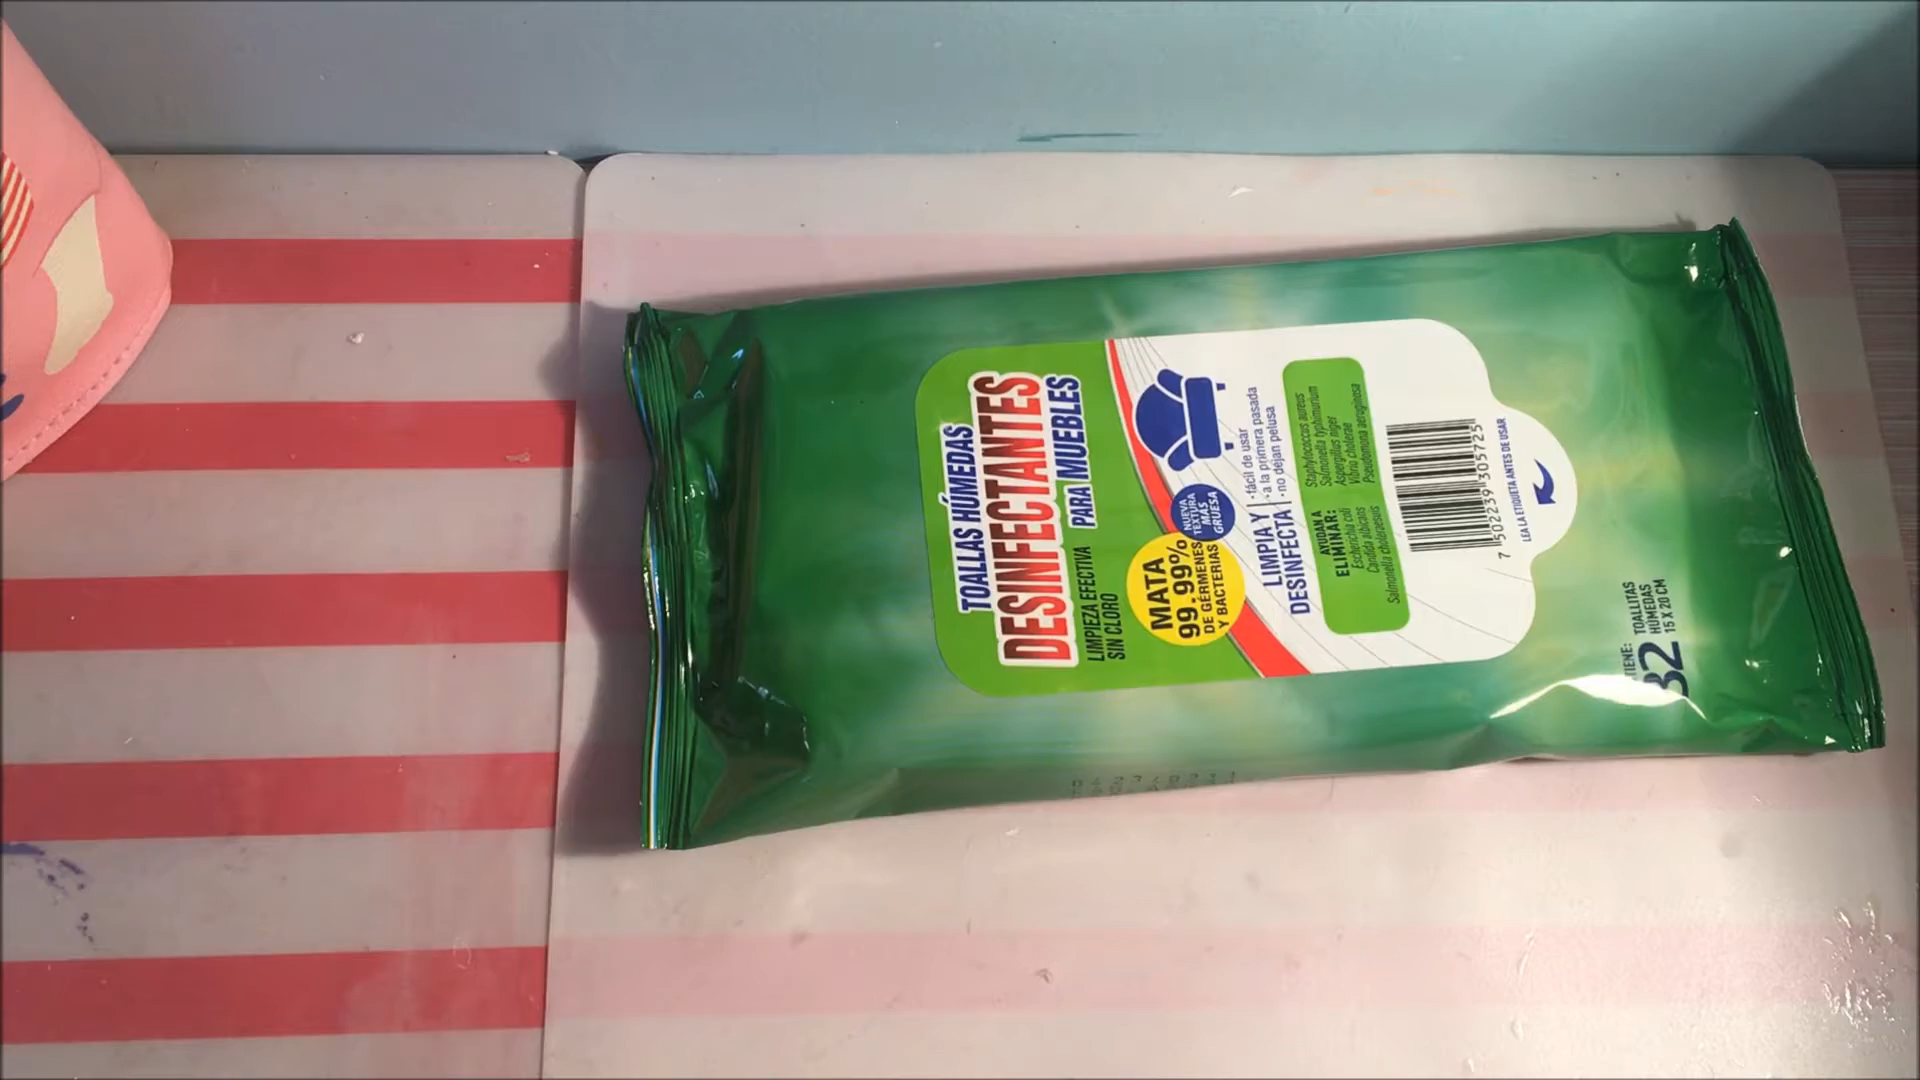 TOALLAS HÚMEDAS
DESINFECTANTES
PARA MUEBLES
LIMPIEZA EFECTIVA
SIN CLORO
MATA
99.99%
DE GÉRMENES
Y BACTERIAS
NUEVA
TEXTURA
MÁS
GRUESA
LIMPIA Y
DESINFECTA
•fácil de usar
•a la primera pasada
•no dejan pelusa
AYUDAN A
ELIMINAR:
Escherichia coli
Candida albicans
Salmonella choleraesuis
Staphylococcus aureus
Salmonella typhimurium
Aspergillus niger
Vibrio cholerae
Pseudomona aeroginosa
7 502239 305725
LEA LA ETIQUETA ANTES DE USAR
TIENE:
32
TOALLITAS
HÚMEDAS
15 X 20 CM